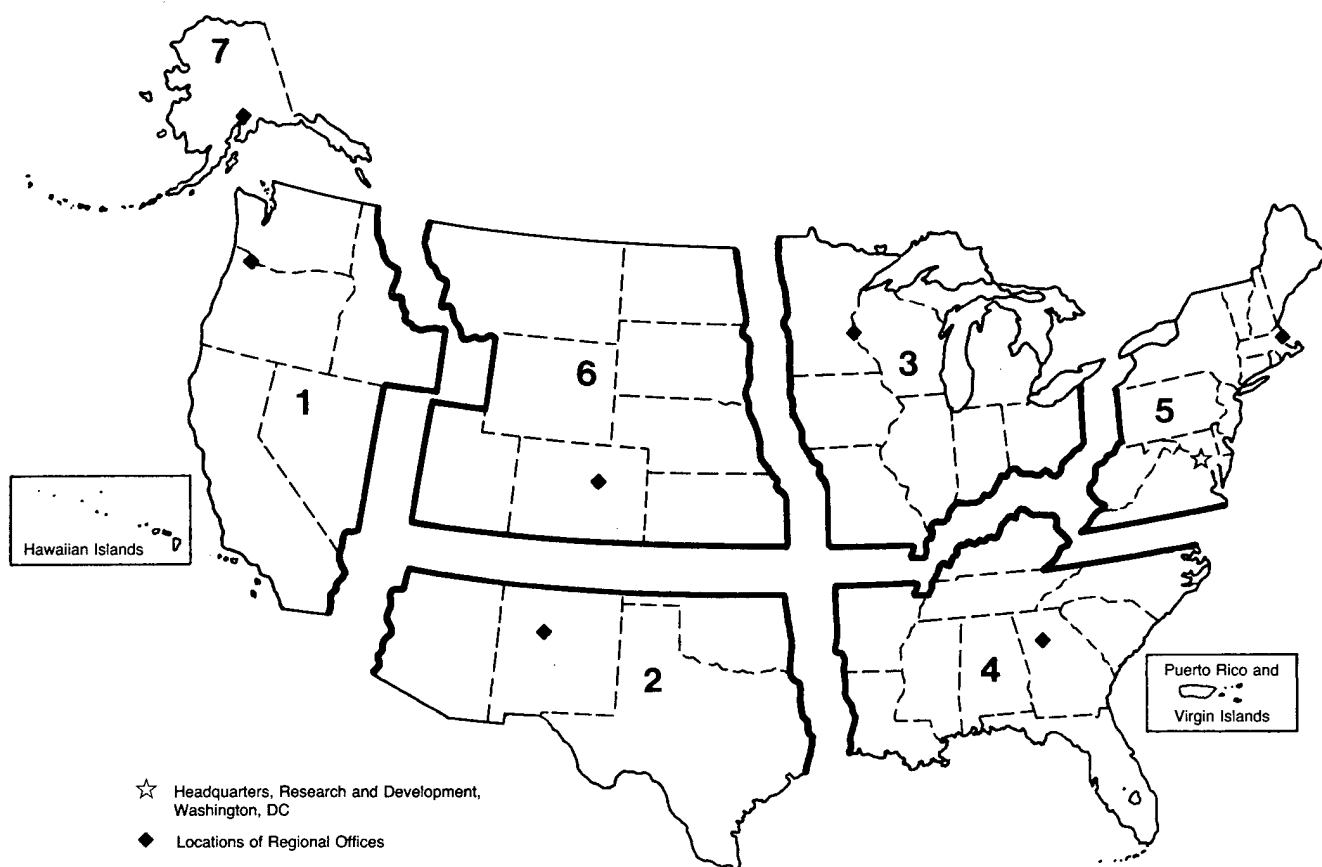 7
6
3
1
5
Hawaiian Islands
2
4
Puerto Rico and
Virgin Islands
Headquarters, Research and Development,
Washington, DC
Locations of Regional Offices